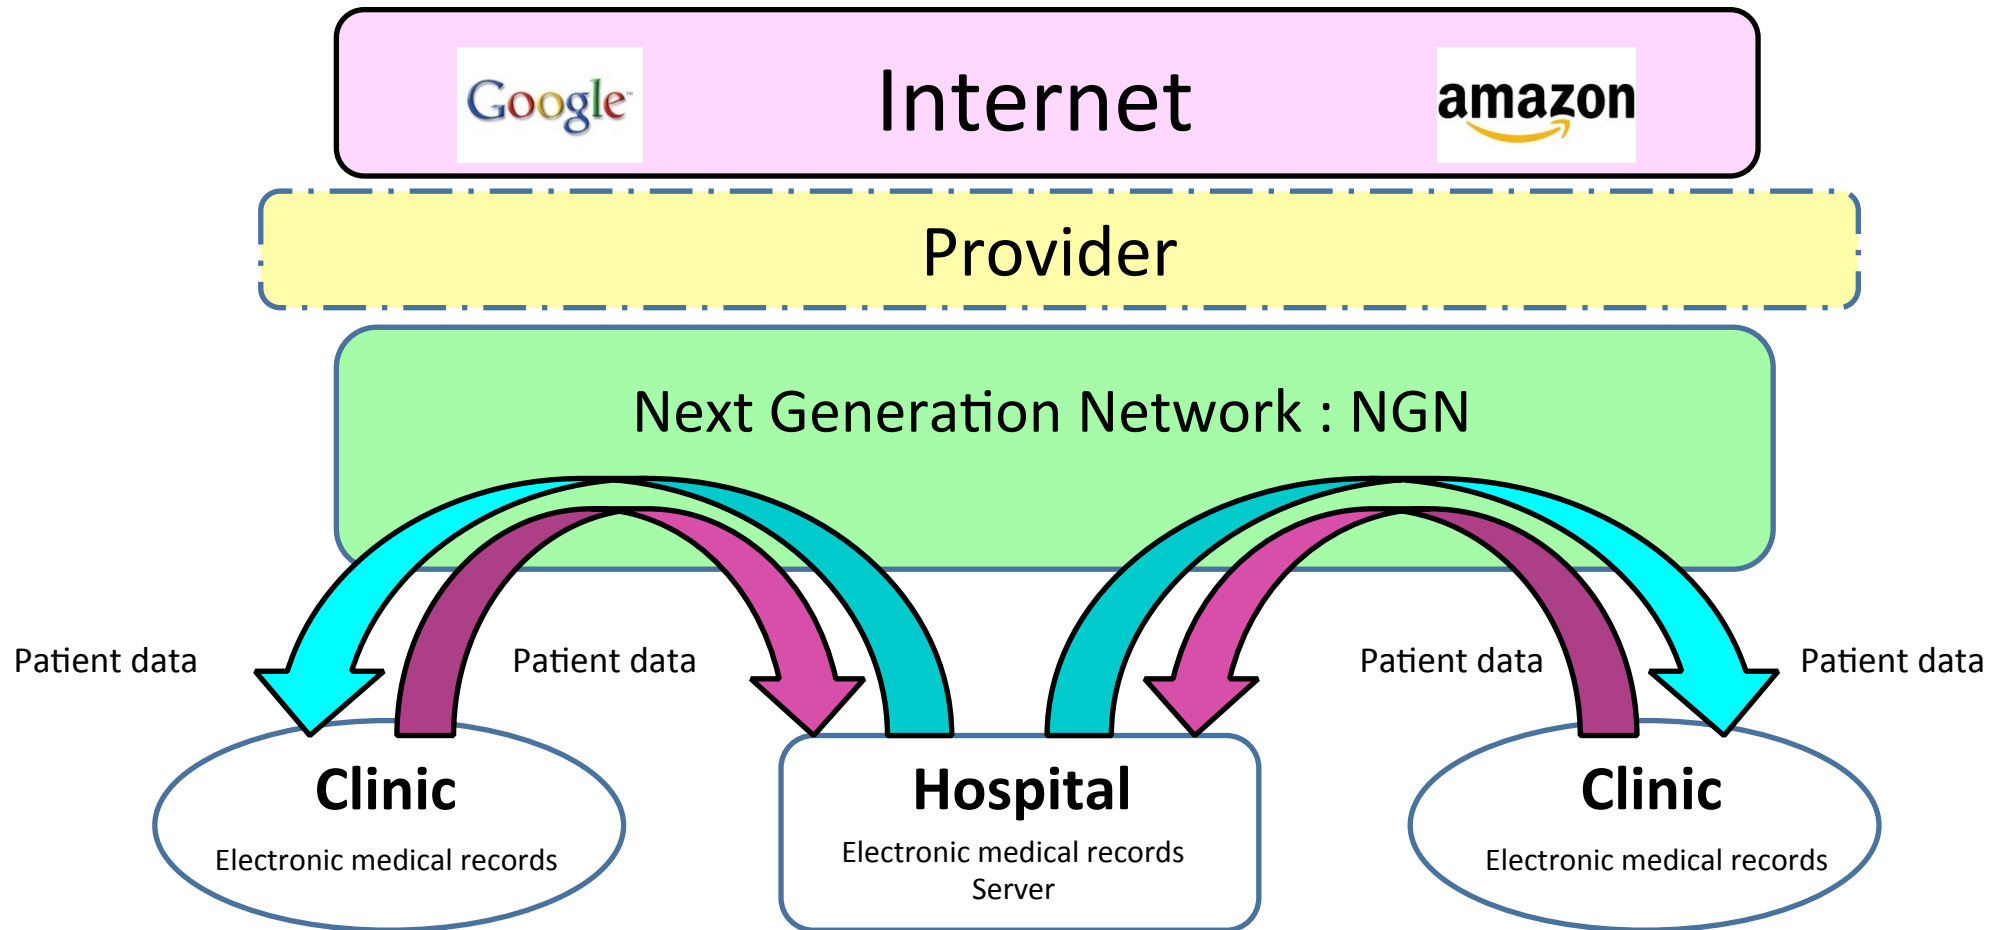 Google™
Internet
amazon
Provider
Next Generation Network : NGN
Patient data
Patient data
Patient data
Patient data
Clinic
Electronic medical records
Hospital
Electronic medical records
Server
Clinic
Electronic medical records